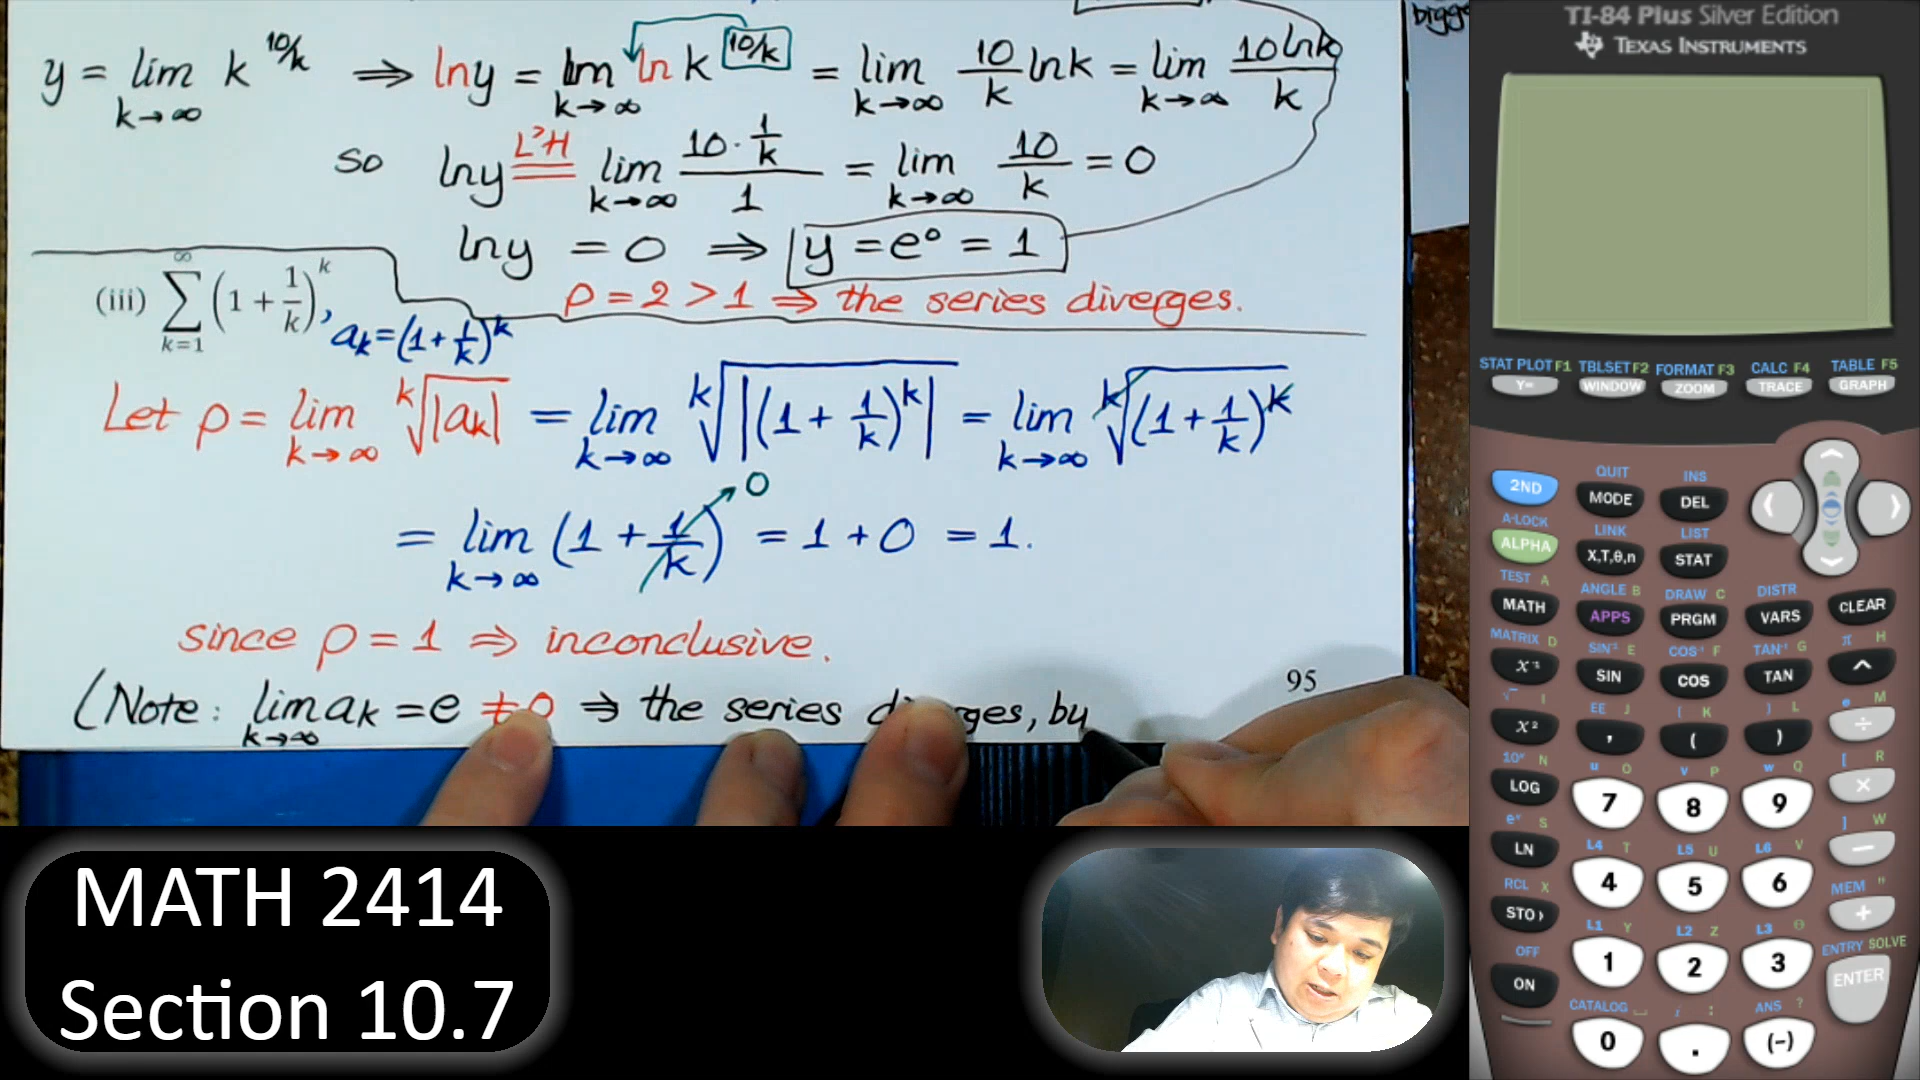 y = lim k→∞ k^{10/k} ⇒ ln y = lim k→∞ ln k^{10/k} = lim k→∞ 10/k ln k = lim k→∞ 10 ln k / k
So ln y L'H = lim k→∞ (10 · 1/k) / 1 = lim k→∞ 10/k = 0
ln y = 0 ⇒ y = e⁰ = 1
ρ = 2 > 1 ⇒ the series diverges.
(iii) ∑_{k=1}^{∞} (1 + 1/k)^k, a_k = (1 + 1/k)^k
Let ρ = lim k→∞ ᵏ√|a_k| = lim k→∞ ᵏ√|(1 + 1/k)^k| = lim k→∞ ᵏ√(1 + 1/k)^k
= lim k→∞ (1 + 1/k) → 0 = 1 + 0 = 1.
since ρ = 1 ⇒ inconclusive.
95
(Note: lim k→∞ a_k = e ≠ 0 ⇒ the series diverges, by
MATH 2414
Section 10.7
TI-84 Plus Silver Edition
TEXAS INSTRUMENTS
STAT PLOT F1 TBLSET F2 FORMAT F3 CALC F4 TABLE F5
Y= WINDOW ZOOM TRACE GRAPH
QUIT INS
2ND MODE DEL
A-LOCK LINK LIST
ALPHA X,T,θ,n STAT
TEST A ANGLE B DRAW C DISTR
MATH APPS PRGM VARS CLEAR
MATRIX D SIN⁻¹ E COS⁻¹ F TAN⁻¹ G π H
x⁻¹ SIN COS TAN ^
√ I EE J { K } L e M
x² , ( ) ÷
10ˣ N u O v P w Q [ R
LOG 7 8 9 ×
eˣ S L4 T L5 U L6 V ] W
LN 4 5 6 −
RCL X L1 Y L2 Z L3 θ MEM "
STO 1 2 3 +
OFF CATALOG i : ANS ? ENTRY SOLVE
ON 0 . (-) ENTER